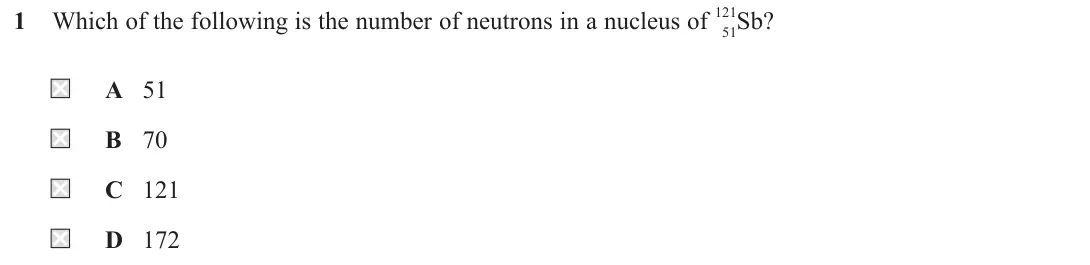 1 Which of the following is the number of neutrons in a nucleus of ¹²¹₅₁Sb?
A 51
B 70
C 121
D 172